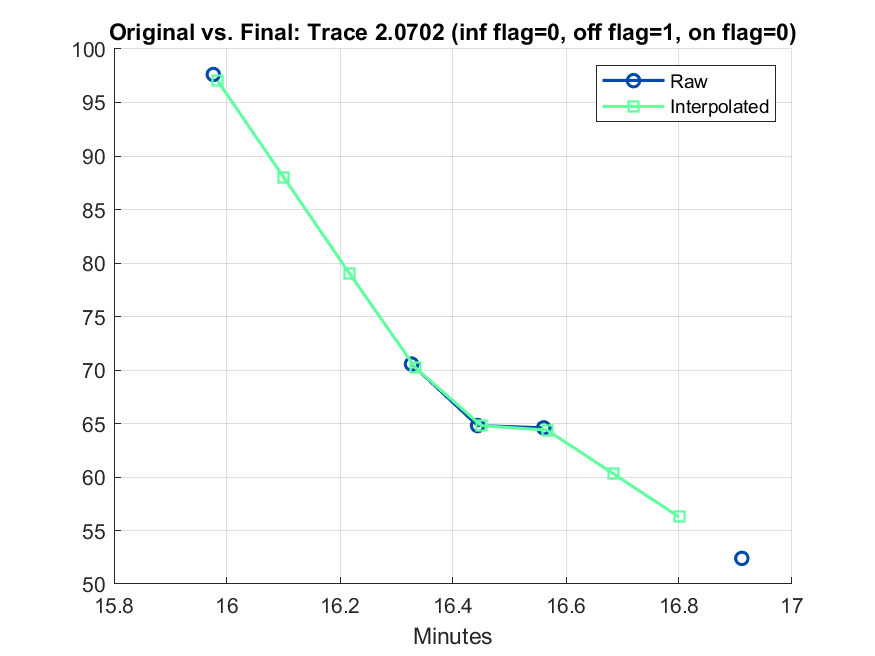 Original vs. Final: Trace 2.0702 (inf flag=0, off flag=1, on flag=0)
100
95
90
85
80
75
70
65
60
55
50
Raw
Interpolated
15.8 16 16.2 16.4 16.6 16.8 17
Minutes